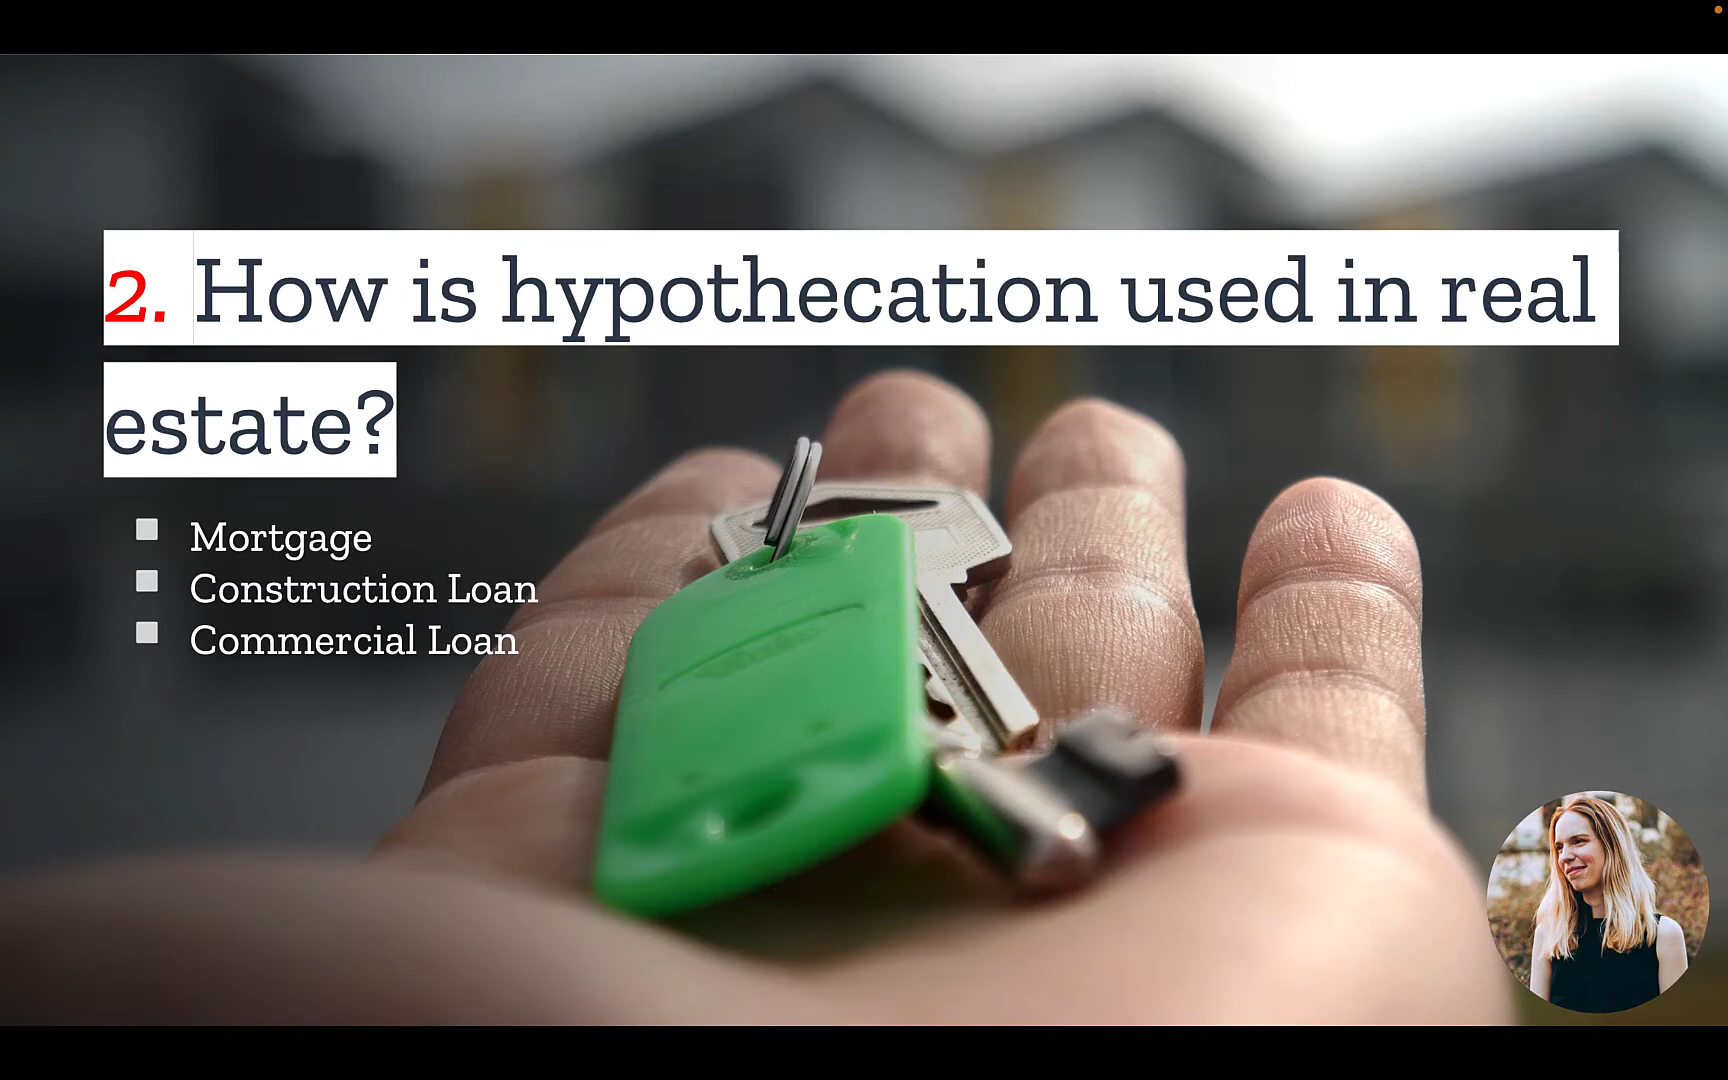 2. How is hypothecation used in real
estate?
Mortgage
Construction Loan
Commercial Loan